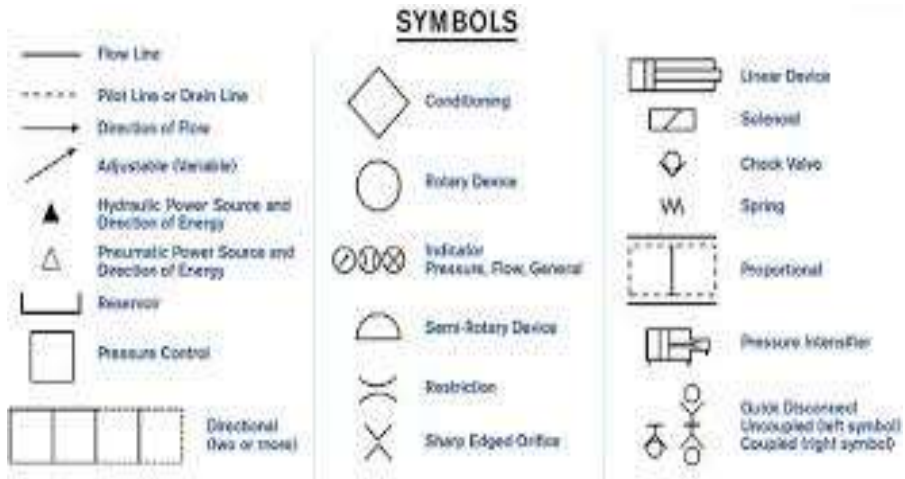 SYMBOLS
Flow Line
Pilot Line or Drain Line
Direction of Flow
Adjustable (Variable)
Hydraulic Power Source and
Direction of Energy
Pneumatic Power Source and
Direction of Energy
Reservoir
Pressure Control
Directional
(two or more)
Conditioning
Rotary Device
Indicator
Pressure, Flow, General
Semi-Rotary Device
Restriction
Sharp Edged Orifice
Linear Device
Solenoid
Check Valve
Spring
Proportional
Pressure Intensifier
Quick Disconnect
Uncoupled (left symbol)
Coupled (right symbol)